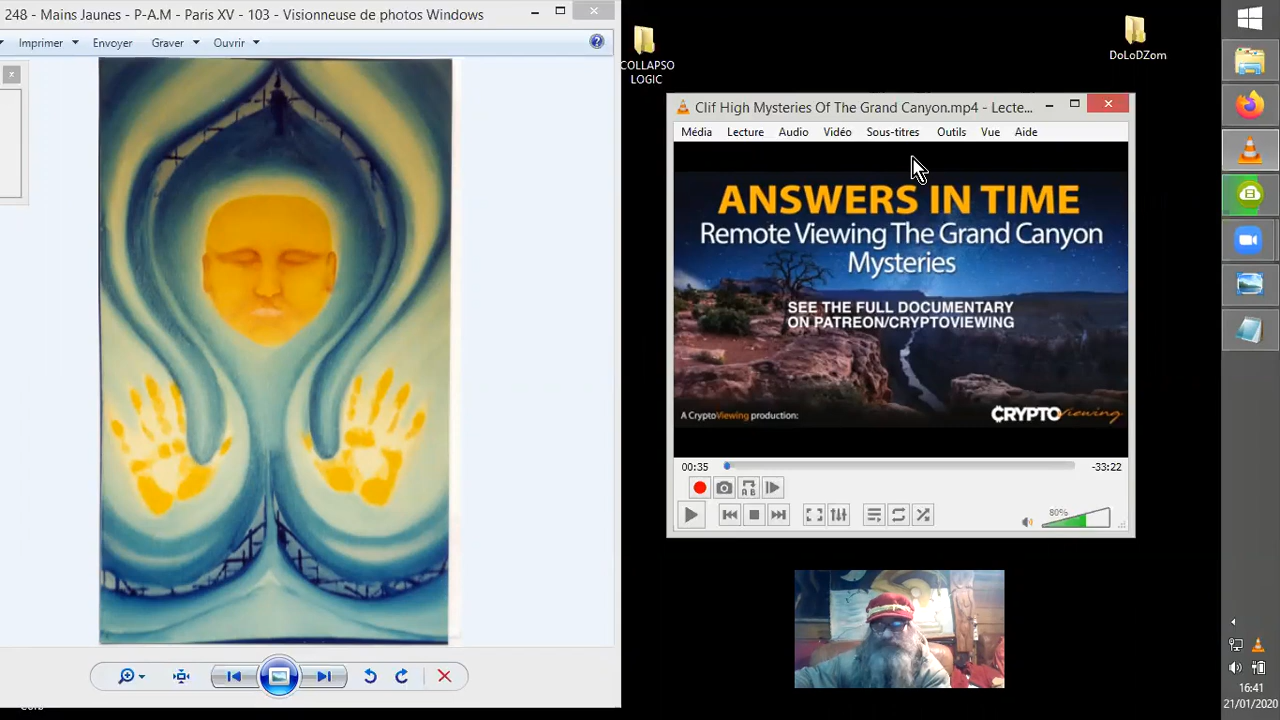 248 - Mains Jaunes - P-A-M - Paris XV - 103 - Visionneuse de photos Windows
Imprimer
Envoyer
Graver
Ouvrir
COLLAPSO
LOGIC
DoLoDZom
Clif High Mysteries Of The Grand Canyon.mp4 - Lecte...
Média Lecture Audio Vidéo Sous-titres Outils Vue Aide
ANSWERS IN TIME
Remote Viewing The Grand Canyon
Mysteries
SEE THE FULL DOCUMENTARY
ON PATREON/CRYPTOVIEWING
A CryptoViewing production:
CRYPTOviewing
00:35
-33:22
80%
16:41
21/01/2020